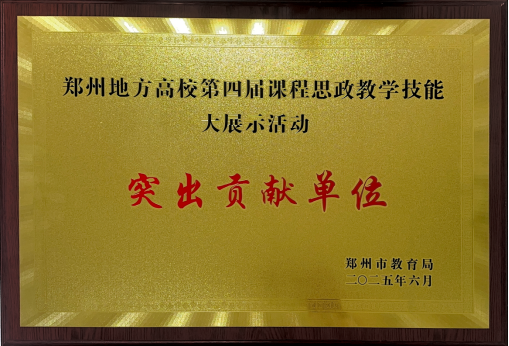 郑州地方高校第四届课程思政教学技能
大展示活动
突出贡献单位
郑州市教育局
二〇二五年六月